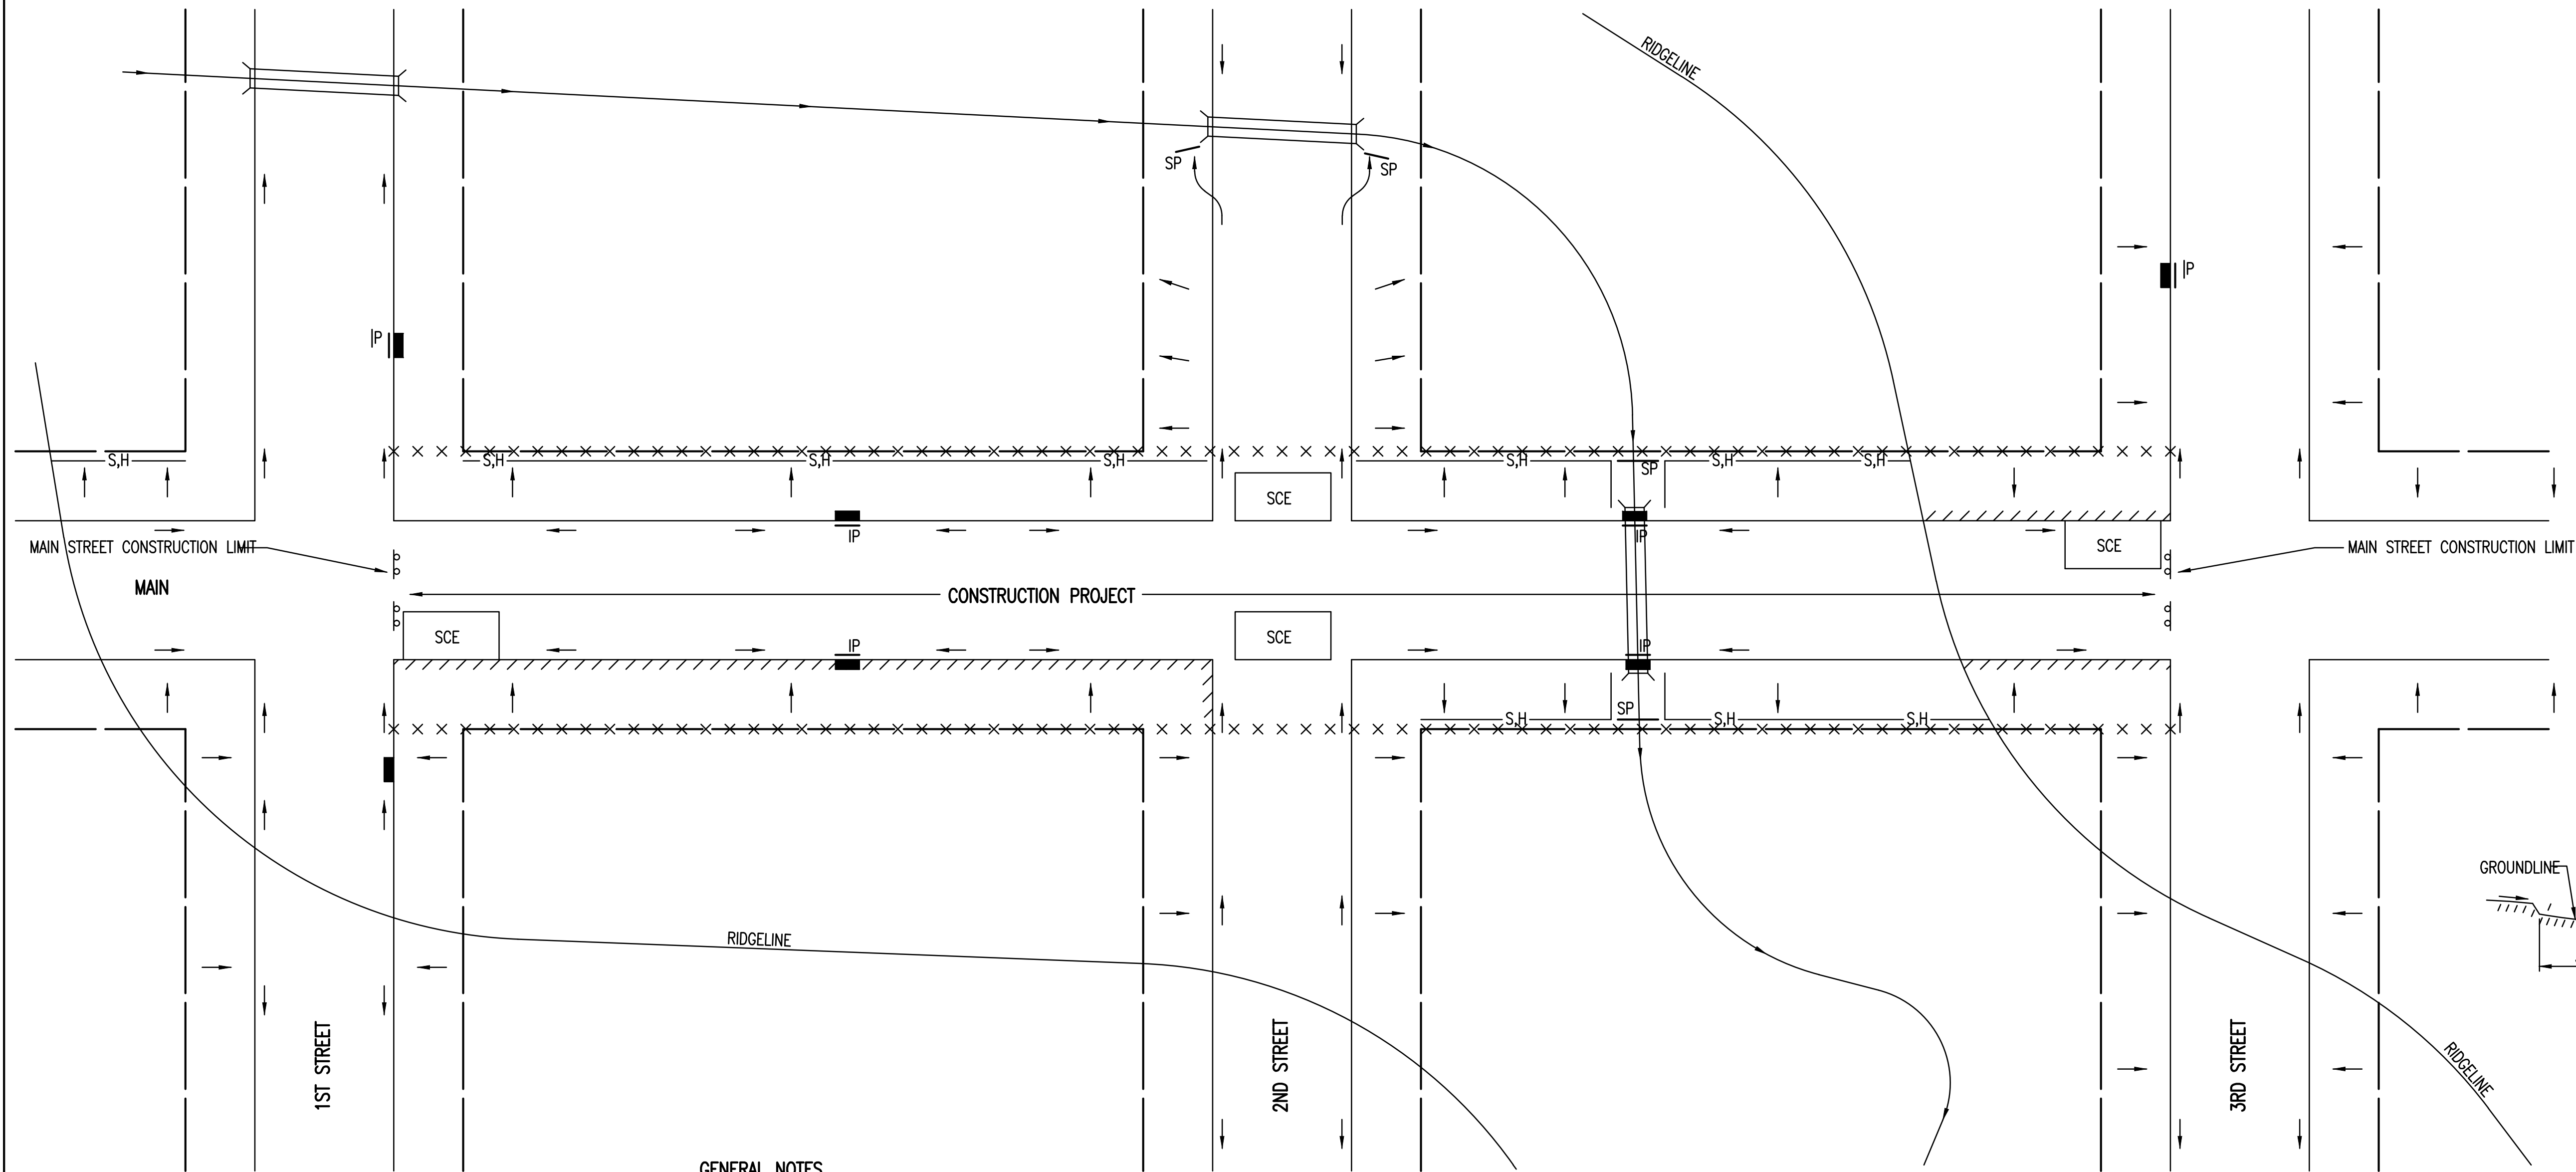 RIDGELINE
SP
SP
IP
IP
S,H
S,H
S,H
S,H
S,H
S,H
S,H
SP
SCE
IP
IP
MAIN STREET CONSTRUCTION LIMIT
SCE
MAIN STREET CONSTRUCTION LIMIT
MAIN
CONSTRUCTION PROJECT
SCE
SCE
IP
IP
S,H
SP
S,H
S,H
GROUNDLINE
RIDGELINE
1ST STREET
2ND STREET
3RD STREET
RIDGELINE
GENERAL NOTES